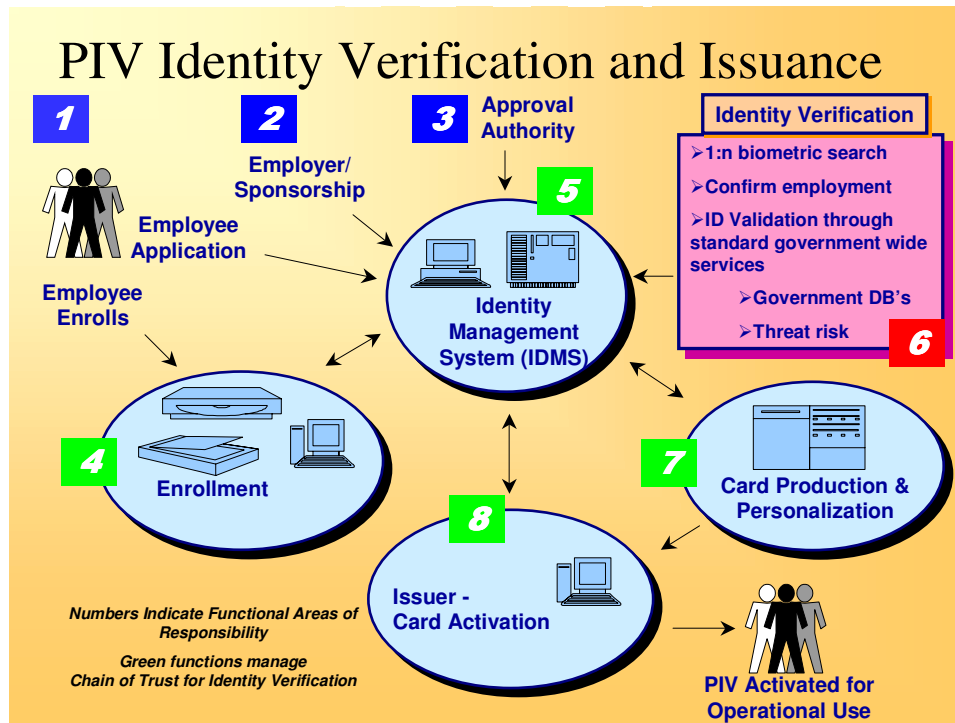 PIV Identity Verification and Issuance
1
2
3
Approval
Authority
Employer/
Sponsorship
Employee
Application
Employee
Enrolls
5
Identity
Management
System (IDMS)
Identity Verification
➢1:n biometric search
➢Confirm employment
➢ID Validation through
standard government wide
services
➢Government DB's
➢Threat risk
6
4
Enrollment
7
Card Production &
Personalization
8
Issuer -
Card Activation
Numbers Indicate Functional Areas of
Responsibility
Green functions manage
Chain of Trust for Identity Verification
PIV Activated for
Operational Use